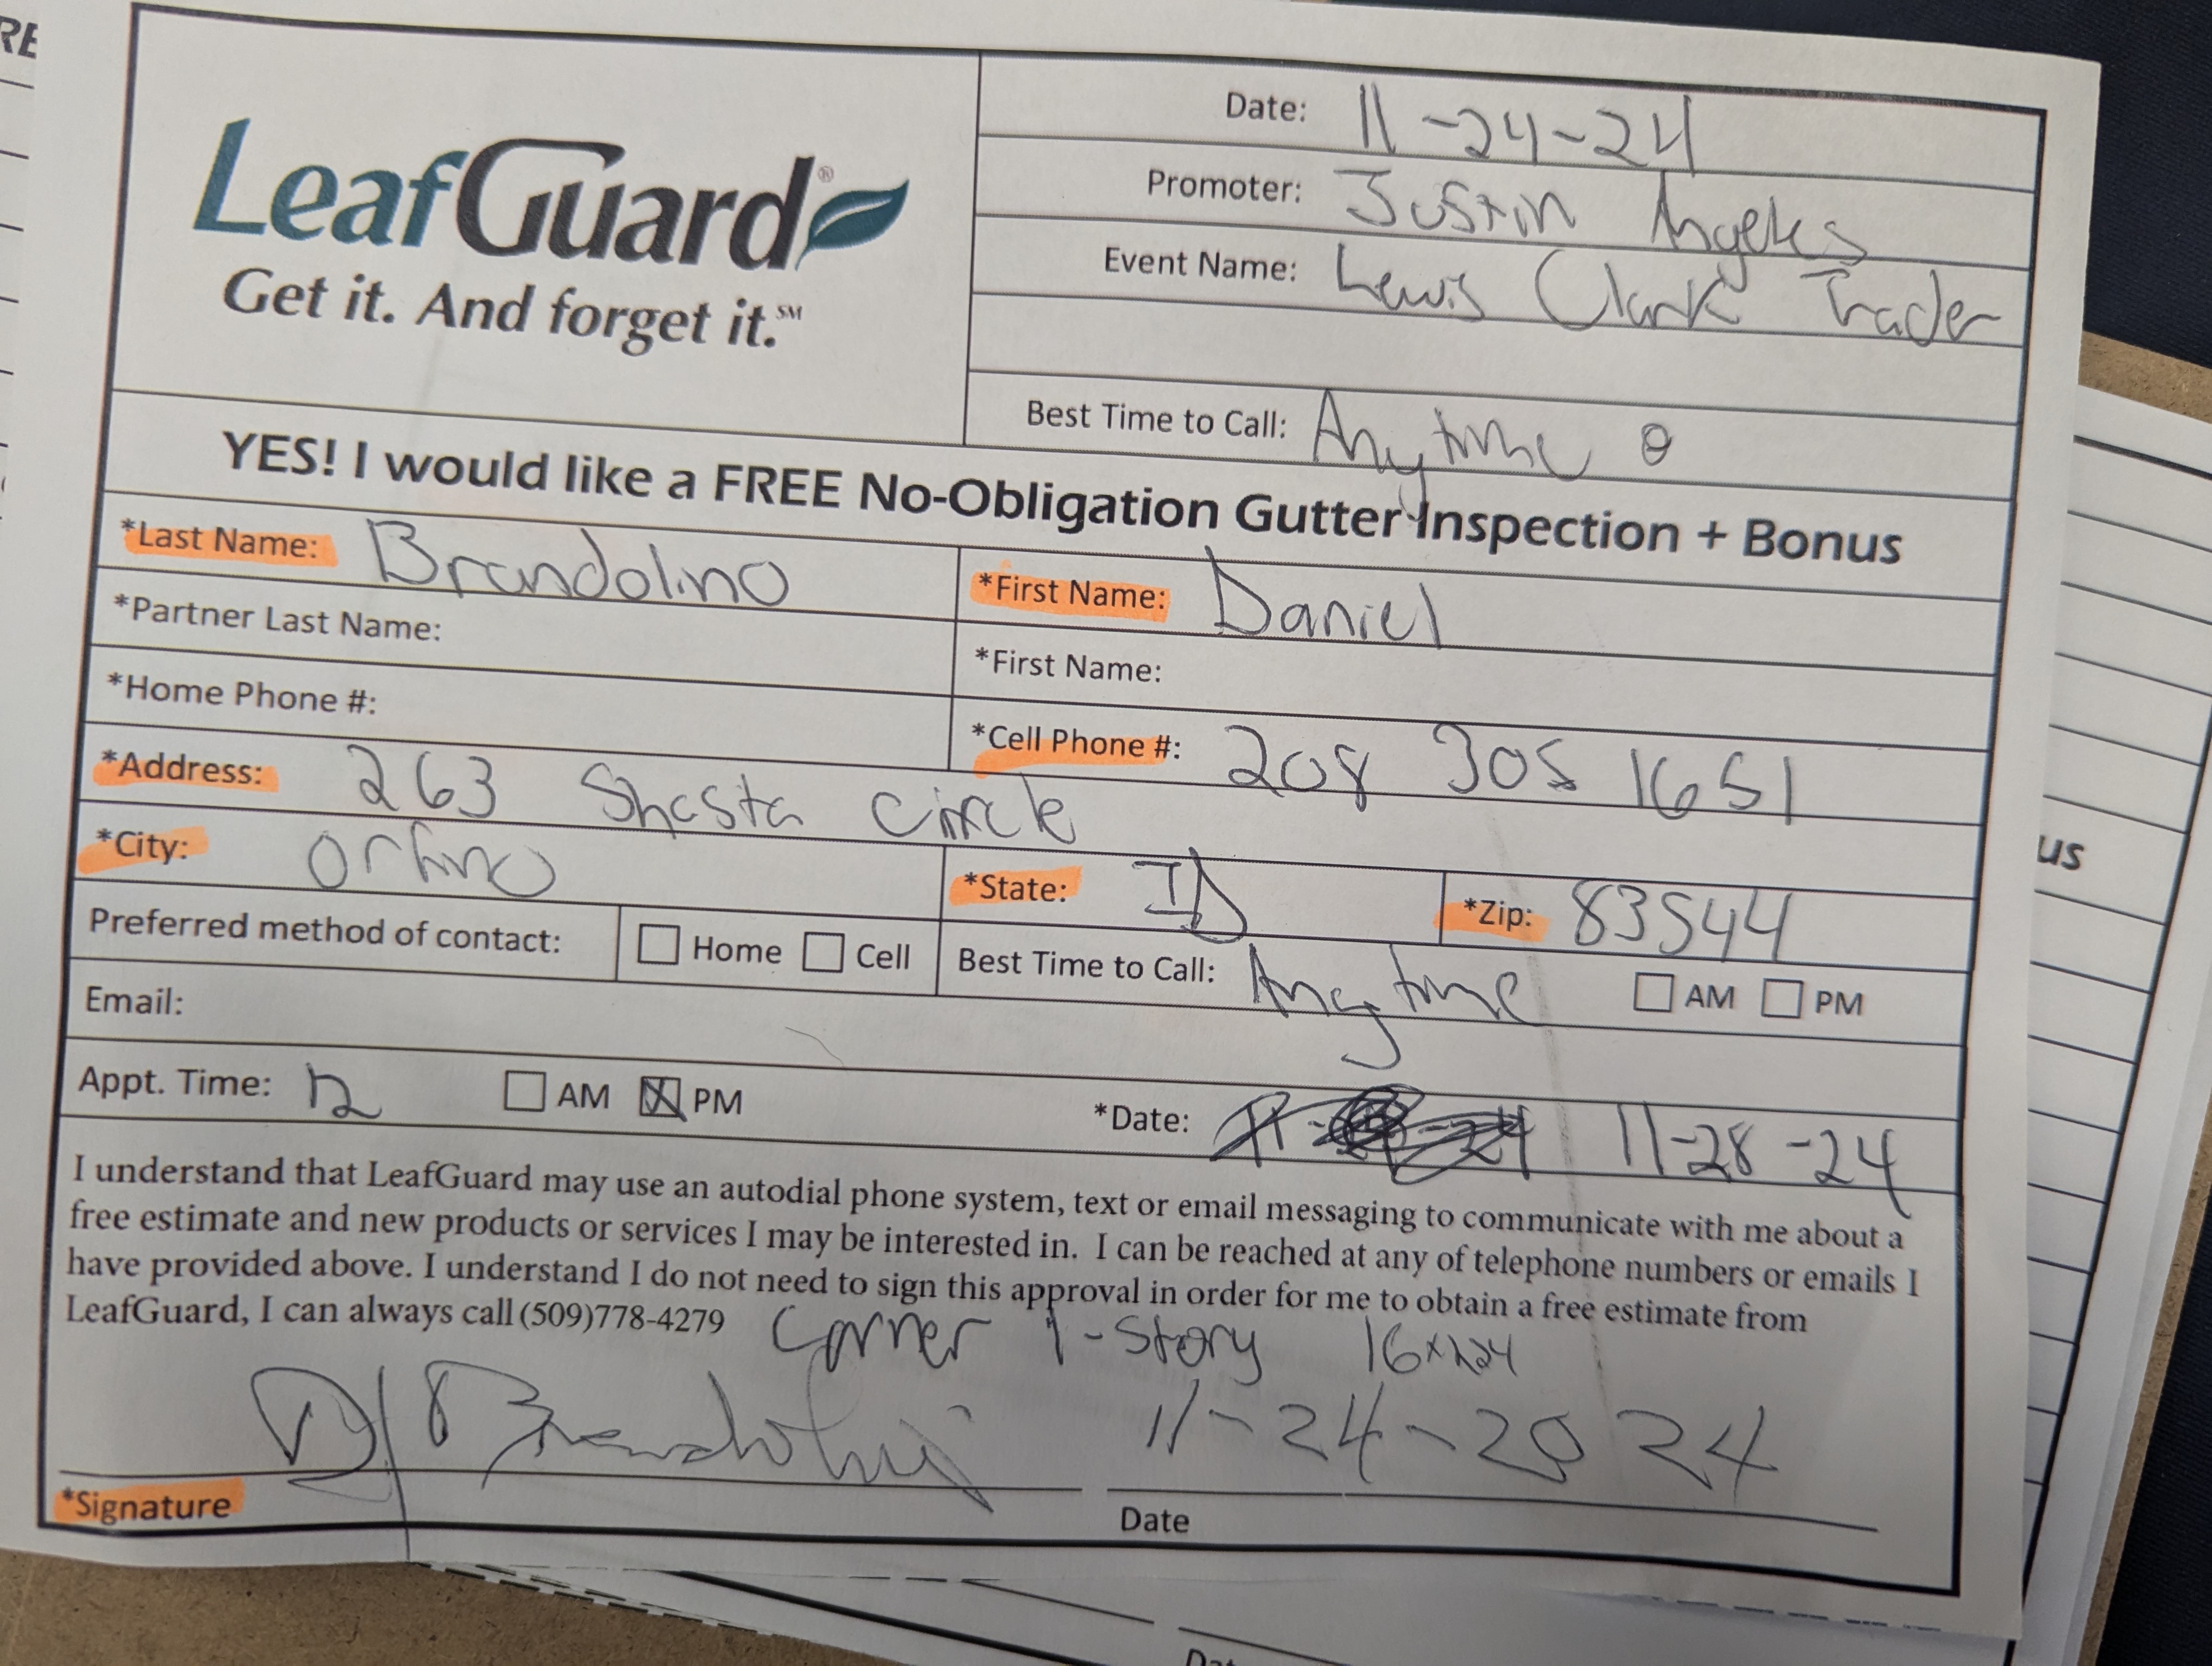 RE
LeafGuard®
Get it. And forget it.℠
Date: 11-24-24
Promoter: Justin Angeles
Event Name: Lewis Clark Trader
Best Time to Call: Anytime
YES! I would like a FREE No-Obligation Gutter Inspection + Bonus
*Last Name: Brandolino *First Name: Daniel
*Partner Last Name: *First Name:
*Home Phone #: *Cell Phone #: 208 305 1651
*Address: 263 Shasta circle
*City: Orfino *State: ID *Zip: 83544
Preferred method of contact: Home Cell Best Time to Call: Anytime AM PM
Email:
Appt. Time: 12 AM PM *Date: 11-28-24
I understand that LeafGuard may use an autodial phone system, text or email messaging to communicate with me about a
free estimate and new products or services I may be interested in. I can be reached at any of telephone numbers or emails I
have provided above. I understand I do not need to sign this approval in order for me to obtain a free estimate from
LeafGuard, I can always call (509)778-4279 Corner 1-Story
D Brandolini 11-24-2024
*Signature Date
us